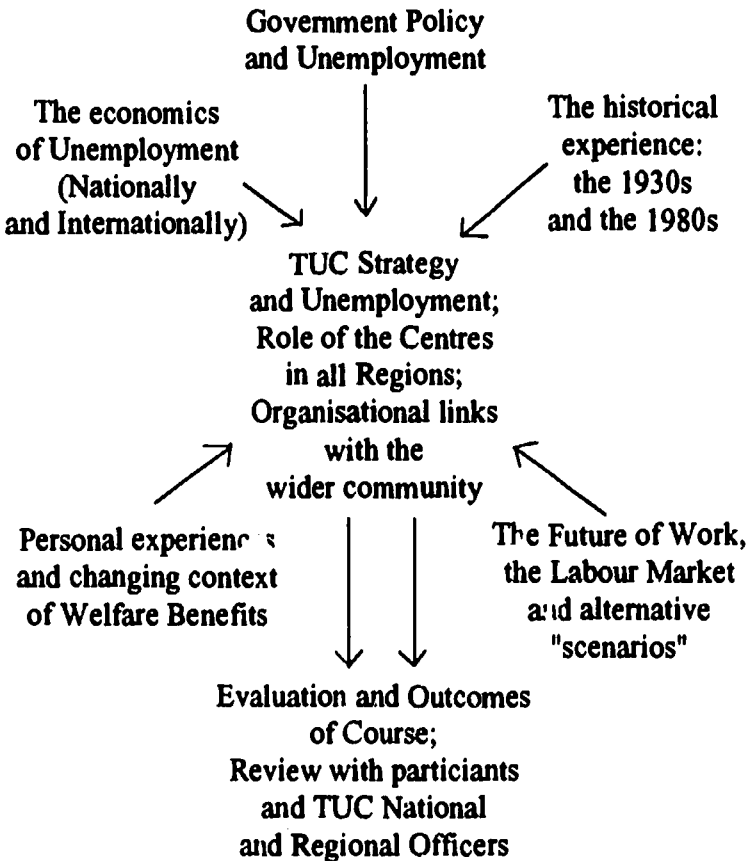 Government Policy
and Unemployment
The economics
of Unemployment
(Nationally
and Internationally)
The historical
experience:
the 1930s
and the 1980s
TUC Strategy
and Unemployment;
Role of the Centres
in all Regions;
Organisational links
with the
wider community
Personal experiences
and changing context
of Welfare Benefits
The Future of Work,
the Labour Market
and alternative
"scenarios"
Evaluation and Outcomes
of Course;
Review with particiants
and TUC National
and Regional Officers